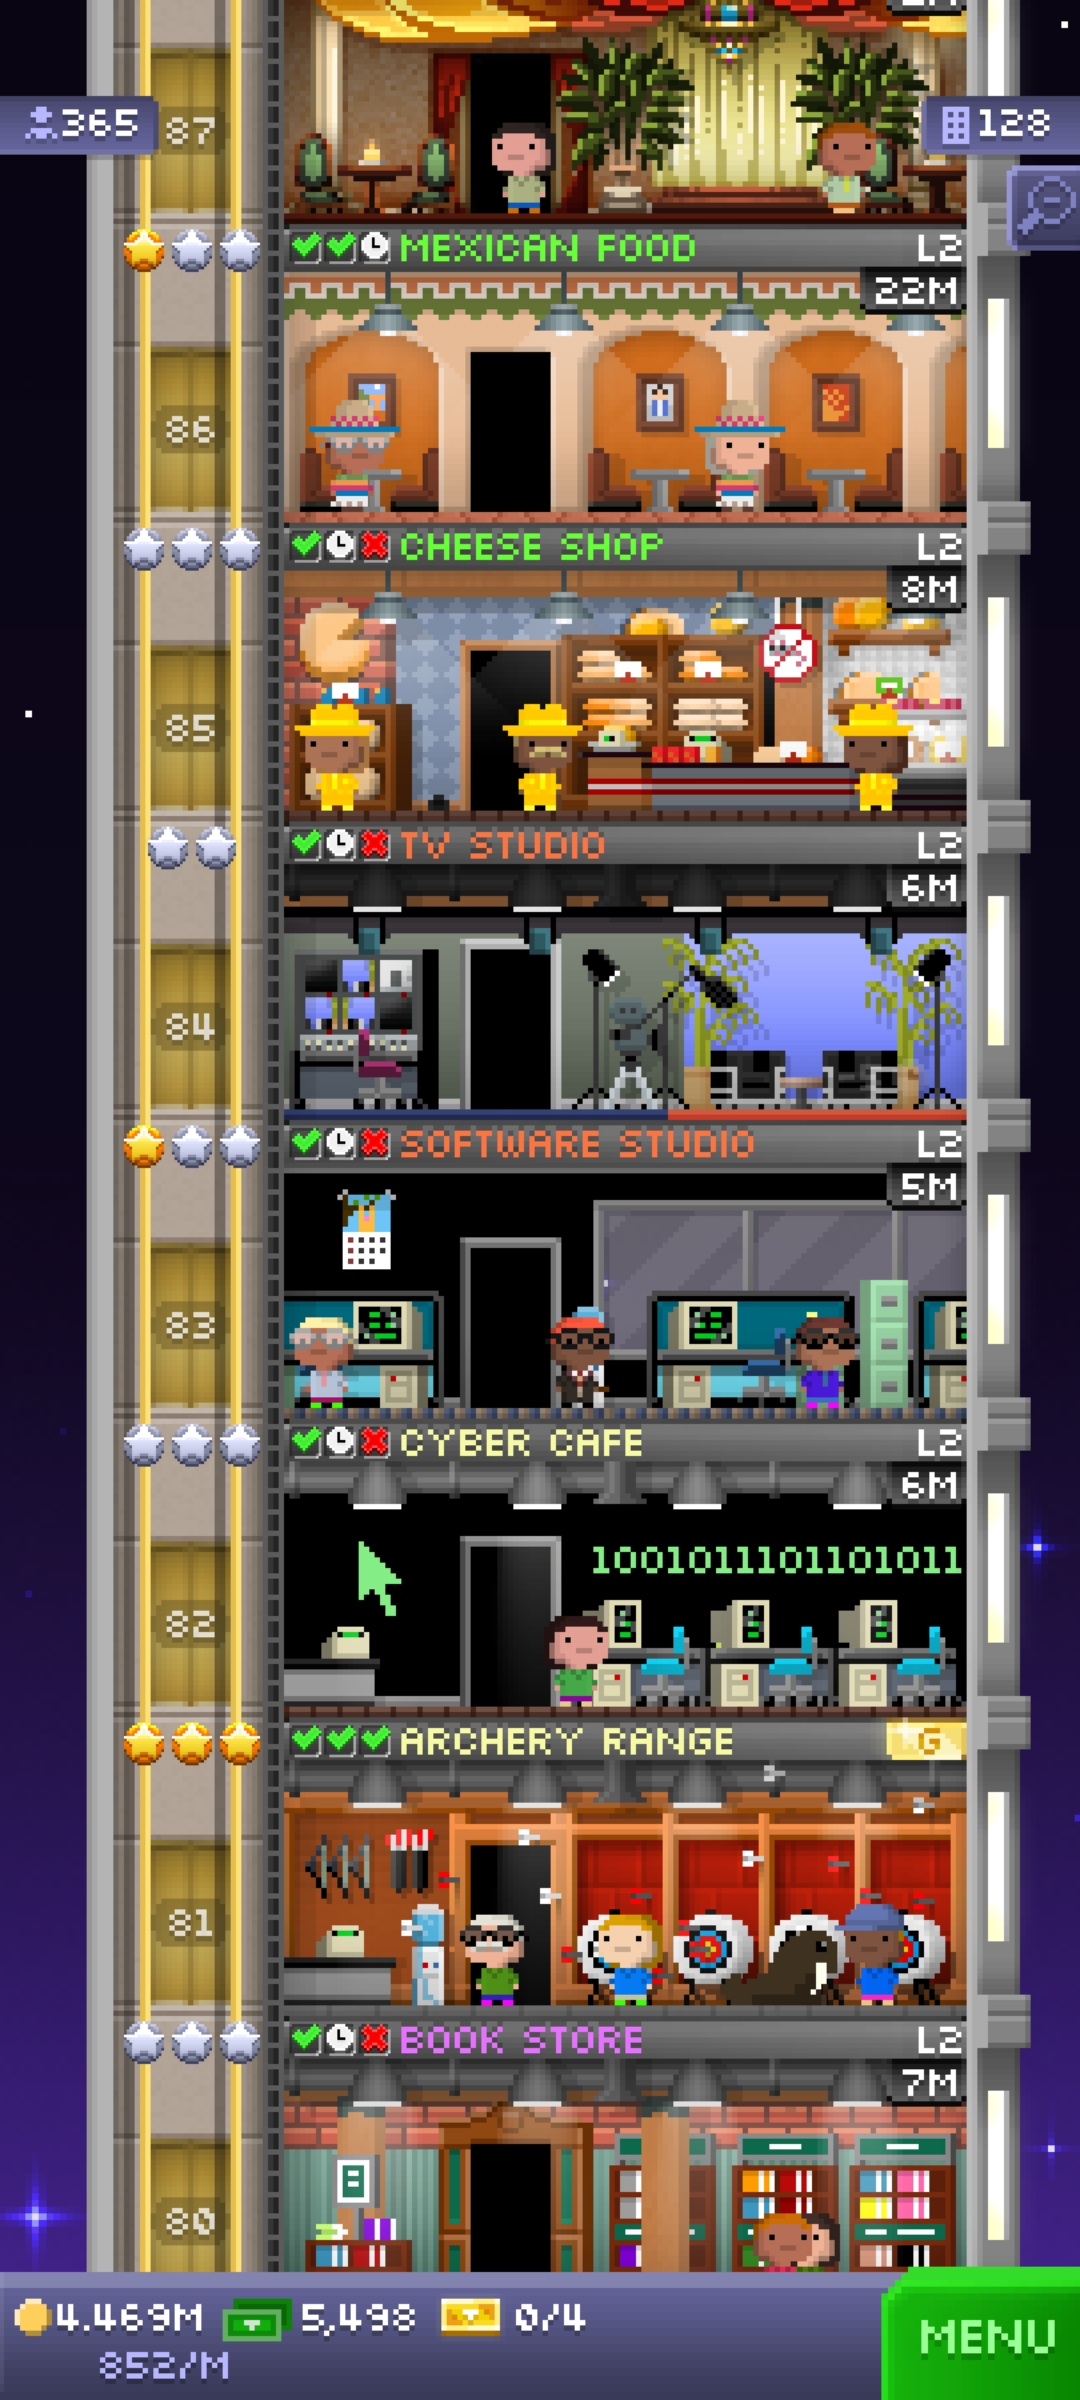 365
87
128
MEXICAN FOOD L2
22M
86
CHEESE SHOP L2
8M
85
TV STUDIO L2
6M
84
SOFTWARE STUDIO L2
5M
83
CYBER CAFE L2
6M
1001011101101011
82
ARCHERY RANGE G
81
BOOK STORE L2
7M
80
4.469M 5,498 0/4
852/M
MENU